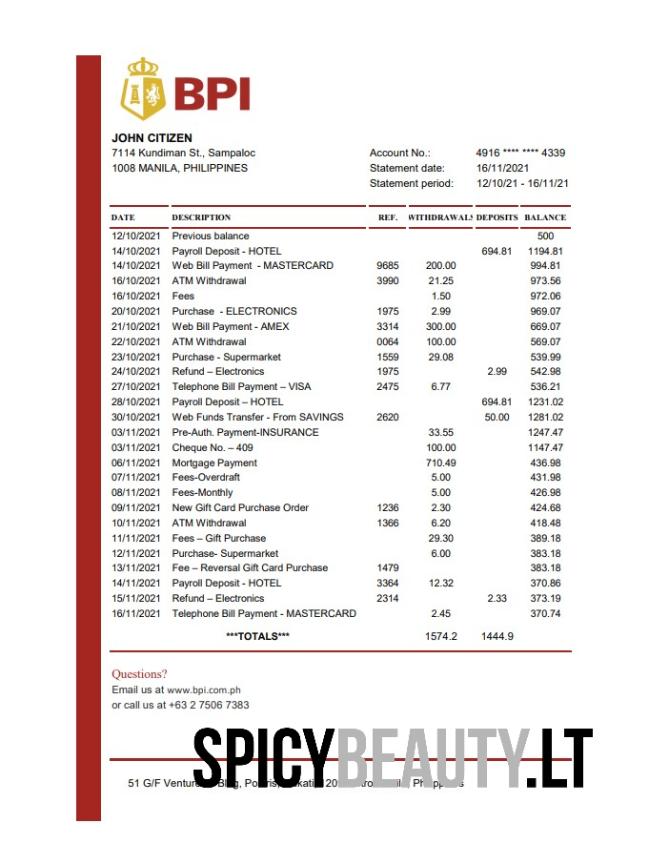 BPI
JOHN CITIZEN
7114 Kundiman St., Sampaloc Account No.: 4916 **** **** 4339
1008 MANILA, PHILIPPINES Statement date: 16/11/2021
Statement period: 12/10/21 - 16/11/21
DATE DESCRIPTION REF. WITHDRAWALS DEPOSITS BALANCE
12/10/2021 Previous balance 500
14/10/2021 Payroll Deposit - HOTEL 694.81 1194.81
14/10/2021 Web Bill Payment - MASTERCARD 9685 200.00 994.81
16/10/2021 ATM Withdrawal 3990 21.25 973.56
16/10/2021 Fees 1.50 972.06
20/10/2021 Purchase - ELECTRONICS 1975 2.99 969.07
21/10/2021 Web Bill Payment - AMEX 3314 300.00 669.07
22/10/2021 ATM Withdrawal 0064 100.00 569.07
23/10/2021 Purchase - Supermarket 1559 29.08 539.99
24/10/2021 Refund – Electronics 1975 2.99 542.98
27/10/2021 Telephone Bill Payment – VISA 2475 6.77 536.21
28/10/2021 Payroll Deposit – HOTEL 694.81 1231.02
30/10/2021 Web Funds Transfer - From SAVINGS 2620 50.00 1281.02
03/11/2021 Pre-Auth. Payment-INSURANCE 33.55 1247.47
03/11/2021 Cheque No. – 409 100.00 1147.47
06/11/2021 Mortgage Payment 710.49 436.98
07/11/2021 Fees-Overdraft 5.00 431.98
08/11/2021 Fees-Monthly 5.00 426.98
09/11/2021 New Gift Card Purchase Order 1236 2.30 424.68
10/11/2021 ATM Withdrawal 1366 6.20 418.48
11/11/2021 Fees – Gift Purchase 29.30 389.18
12/11/2021 Purchase- Supermarket 6.00 383.18
13/11/2021 Fee – Reversal Gift Card Purchase 1479 383.18
14/11/2021 Payroll Deposit - HOTEL 3364 12.32 370.86
15/11/2021 Refund – Electronics 2314 2.33 373.19
16/11/2021 Telephone Bill Payment - MASTERCARD 2.45 370.74
***TOTALS*** 1574.2 1444.9
Questions?
Email us at www.bpi.com.ph
or call us at +63 2 7506 7383
SPICYBEAUTY.LT
51 G/F